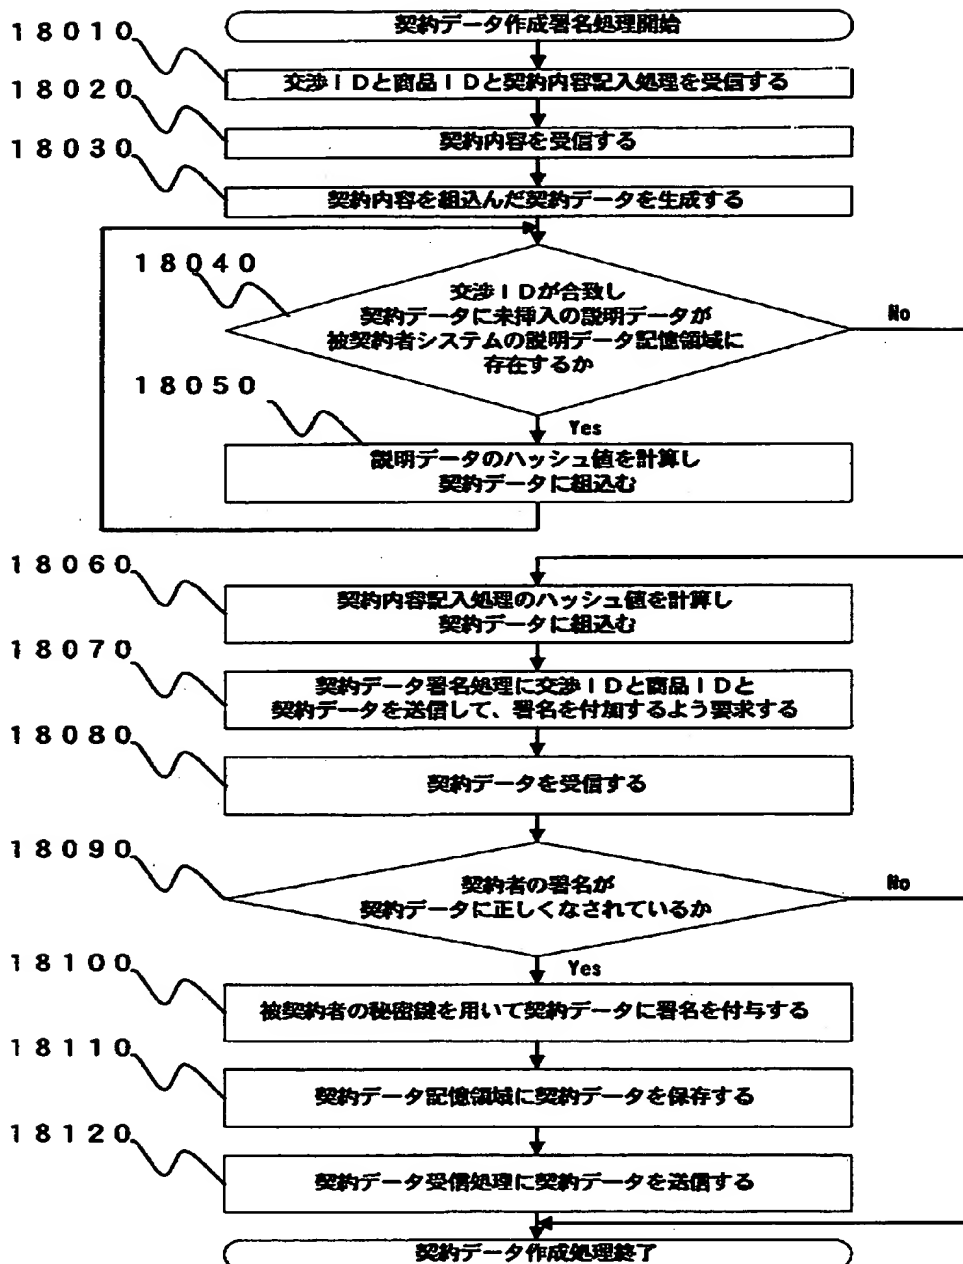 契約データ作成署名処理開始
18010
交渉IDと商品IDと契約内容記入処理を受信する
18020
契約内容を受信する
18030
契約内容を組込んだ契約データを生成する
18040
交渉IDが合致し
契約データに未挿入の説明データが
被契約者システムの説明データ記憶領域に
存在するか
No
18050
Yes
説明データのハッシュ値を計算し
契約データに組込む
18060
契約内容記入処理のハッシュ値を計算し
契約データに組込む
18070
契約データ署名処理に交渉IDと商品IDと
契約データを送信して、署名を付加するよう要求する
18080
契約データを受信する
18090
契約者の署名が
契約データに正しくなされているか
No
18100
Yes
被契約者の秘密鍵を用いて契約データに署名を付与する
18110
契約データ記憶領域に契約データを保存する
18120
契約データ受信処理に契約データを送信する
契約データ作成処理終了